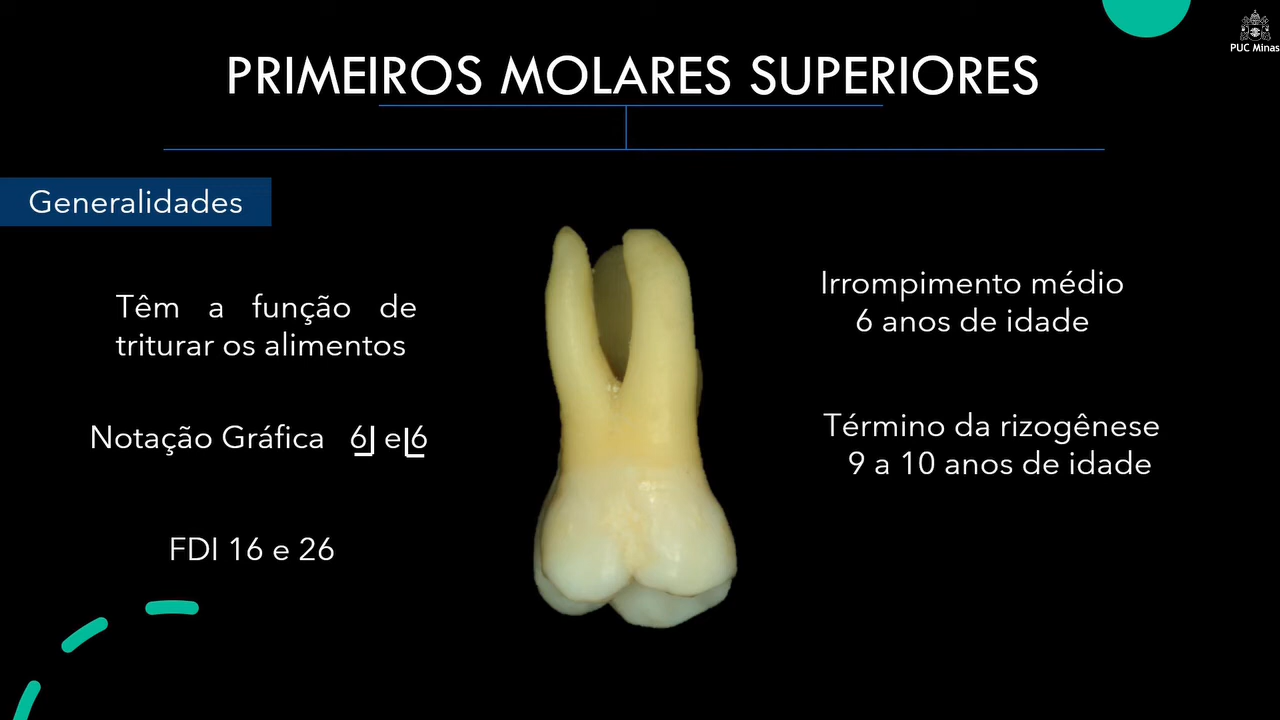 PUC Minas
PRIMEIROS MOLARES SUPERIORES
Generalidades
Têm a função de
triturar os alimentos
Notação Gráfica 6┘ e└6
FDI 16 e 26
Irrompimento médio
6 anos de idade
Término da rizogênese
9 a 10 anos de idade